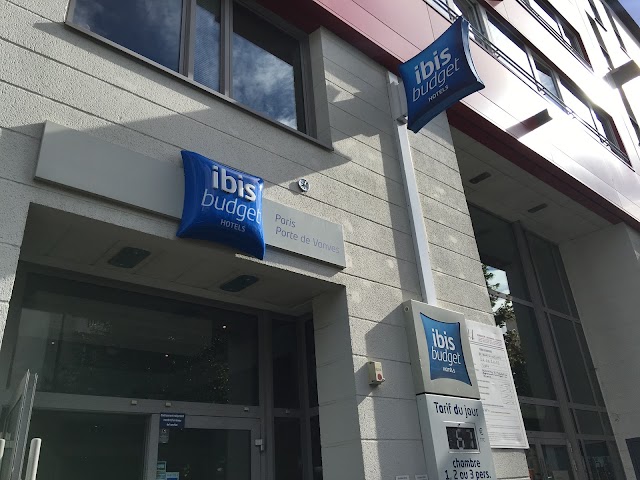 ibis
budget
HOTELS
ibis
budget
HOTELS
Paris
Porte de Vanves
ibis
budget
HOTELS
Tarif du jour
61 €
chambre
1, 2 ou 3 pers.